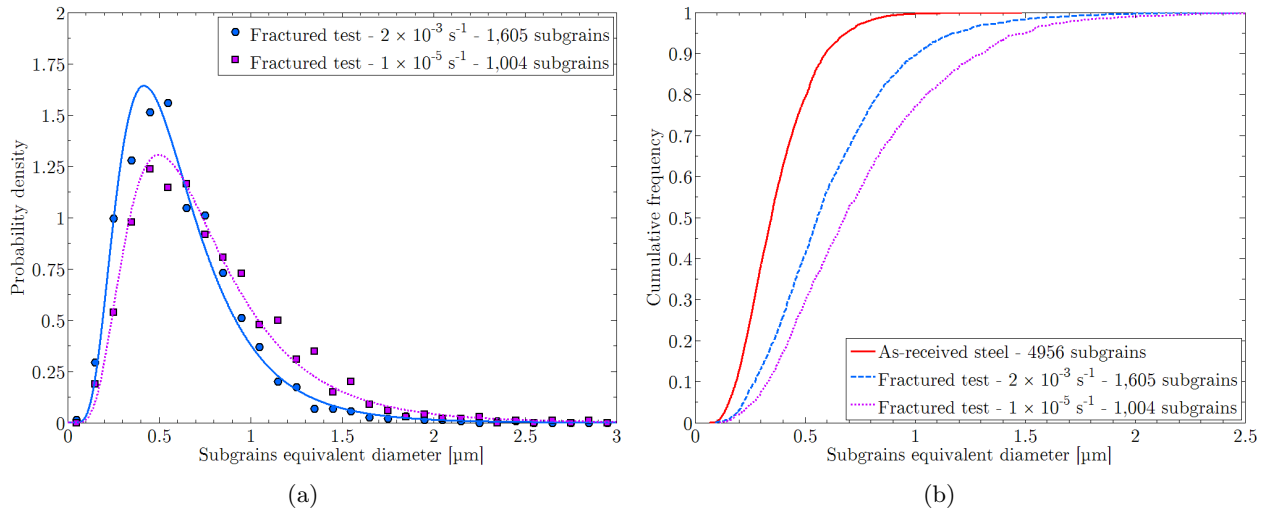 Fractured test - 2 × 10⁻³ s⁻¹ - 1,605 subgrains
Fractured test - 1 × 10⁻⁵ s⁻¹ - 1,004 subgrains
Probability density
2
1.75
1.5
1.25
1
0.75
0.5
0.25
0
0 0.5 1 1.5 2 2.5 3
Subgrains equivalent diameter [µm]
(a)
Cumulative frequency
1
0.9
0.8
0.7
0.6
0.5
0.4
0.3
0.2
0.1
0
As-received steel - 4956 subgrains
Fractured test - 2 × 10⁻³ s⁻¹ - 1,605 subgrains
Fractured test - 1 × 10⁻⁵ s⁻¹ - 1,004 subgrains
0 0.5 1 1.5 2 2.5
Subgrains equivalent diameter [µm]
(b)